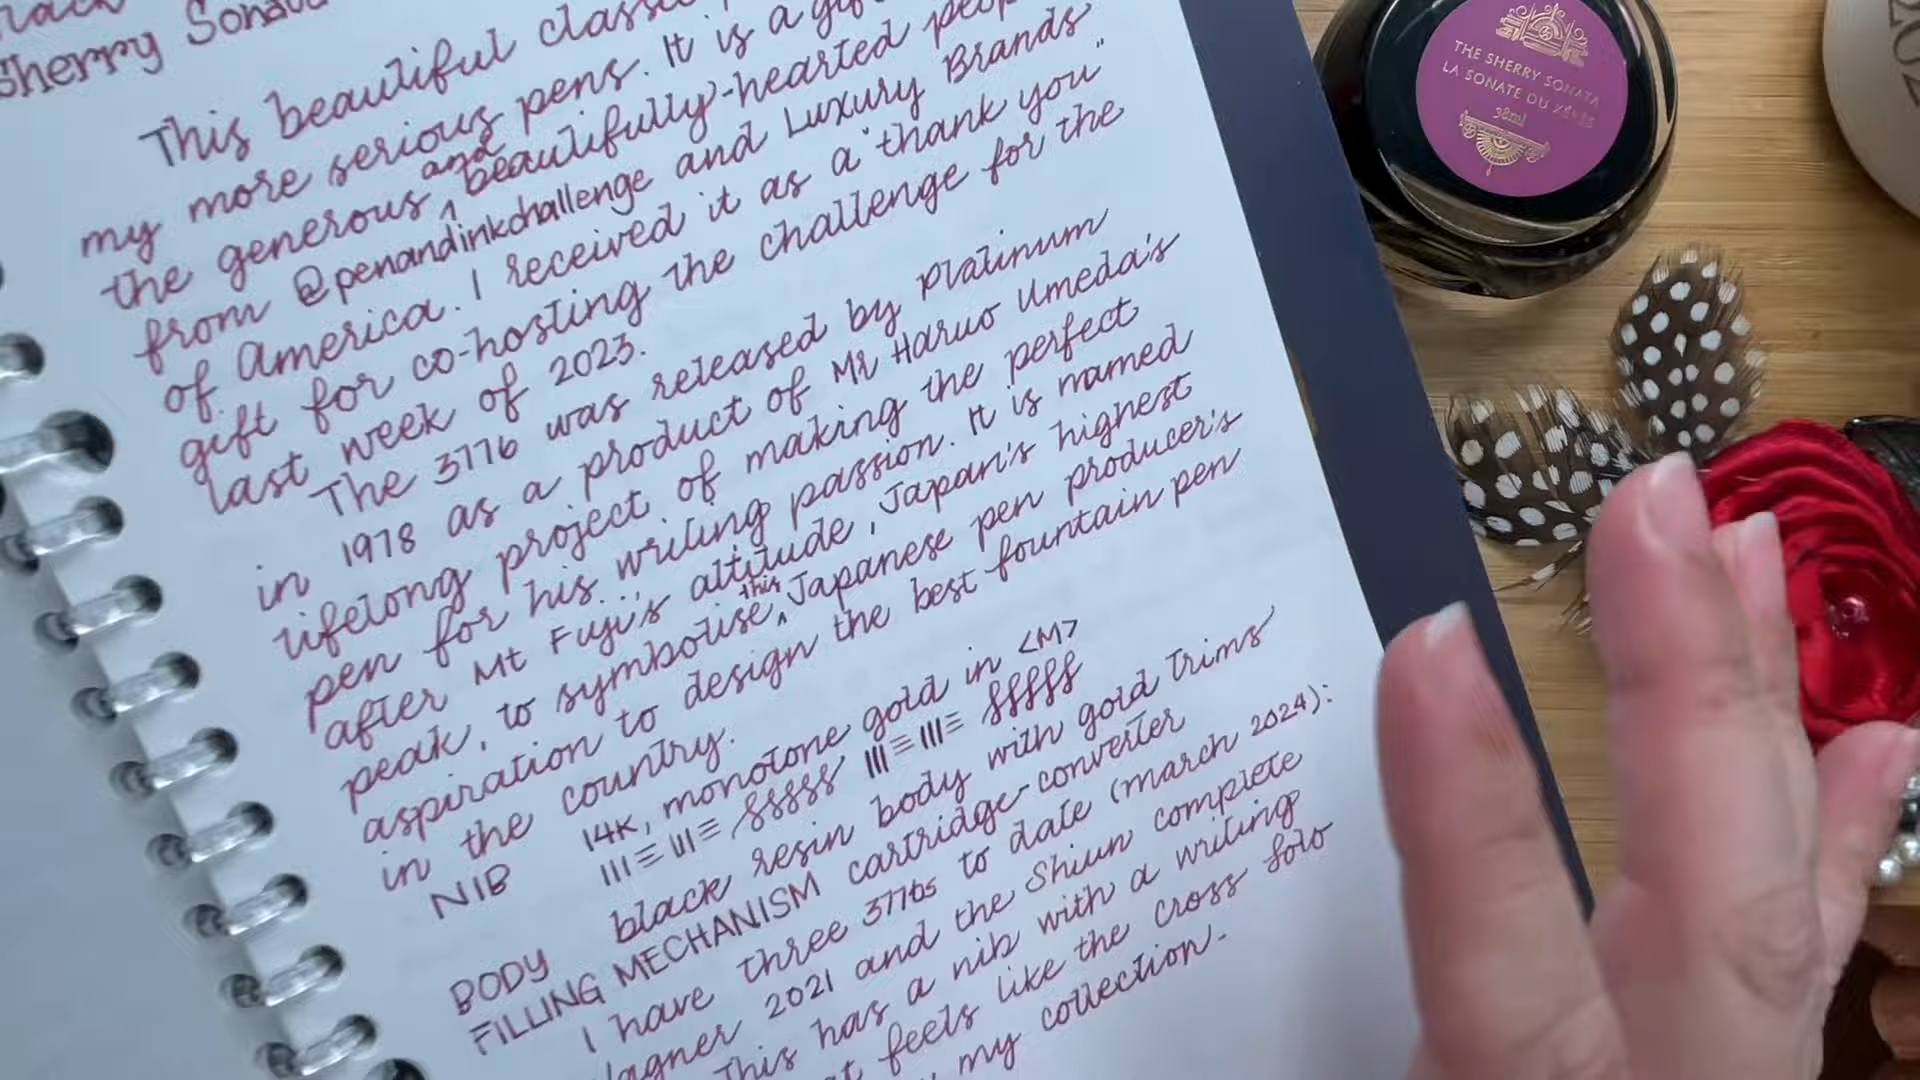 Sherry Sonata
This beautiful classic
my more serious pens. It is a gift
the generous and beautifully-hearted people
from @penandinkchallenge and Luxury Brands
of America. I received it as a "thank you"
gift for co-hosting the challenge for the
last week of 2023.
The 3776 was released by Platinum
in 1978 as a product of Mr Haruo Umeda's
lifelong project of making the perfect
pen for his writing passion. It is named
after Mt Fuji's altitude, Japan's highest
peak, to symbolise this Japanese pen producer's
aspiration to design the best fountain pen
in the country.
NIB 14K, monotone gold in <M>
BODY black resin body with gold trims
FILLING MECHANISM cartridge-converter
I have three 3776s to date (March 2024):
Wagner 2021 and the Shiun complete
This has a nib with a writing
feels like the cross solo
my collection.
THE SHERRY SONATA
LA SONATE DU XÉRÈS
38ml
202